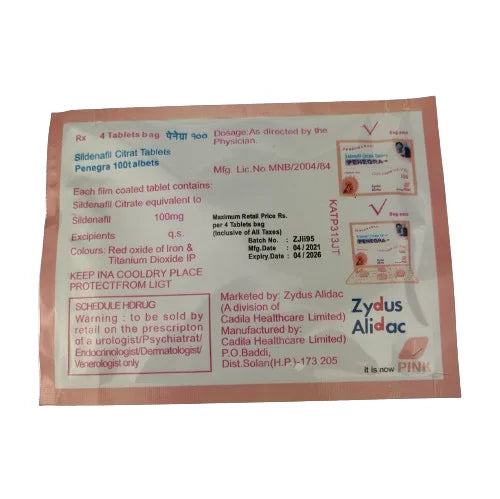 Rx 4 Tablets bag पेनेग्रा १००
Sildenafil Citrat Tablets
Penegra 100talbets
Each film coated tablet contains:
Sildenafil Citrate equivalent to
Sildenafil 100mg
Excipients q.s.
Colours: Red oxide of Iron &
Titanium Dioxide IP
KEEP INA COOLDRY PLACE
PROTECTFROM LIGT
SCHEDULE HDRUG
Warning : to be sold by
retail on the prescripton
of a urologist/Psychiatrat/
Endocrinologist/Dermatologist/
Venerologist only
Dosage:As directed by the
Physician.
Mfg. Lic.No.MNB/2004/84
Maximum Retail Price Rs.
per 4 Tablets bag
(Inclusive of All Taxes)
Batch No. : ZJii95
Mfg.Date : 04 / 2021
Expiry.Date : 04 / 2026
Marketed by: Zydus Alidac
(A division of
Cadila Healthcare Limited)
Manufactured by:
Cadila Healthcare Limited)
P.O.Baddi,
Dist.Solan(H.P.)-173 205
KATP313JT
PENEGRA
PENEGRA
Zydus
Alidac
it is now PINK